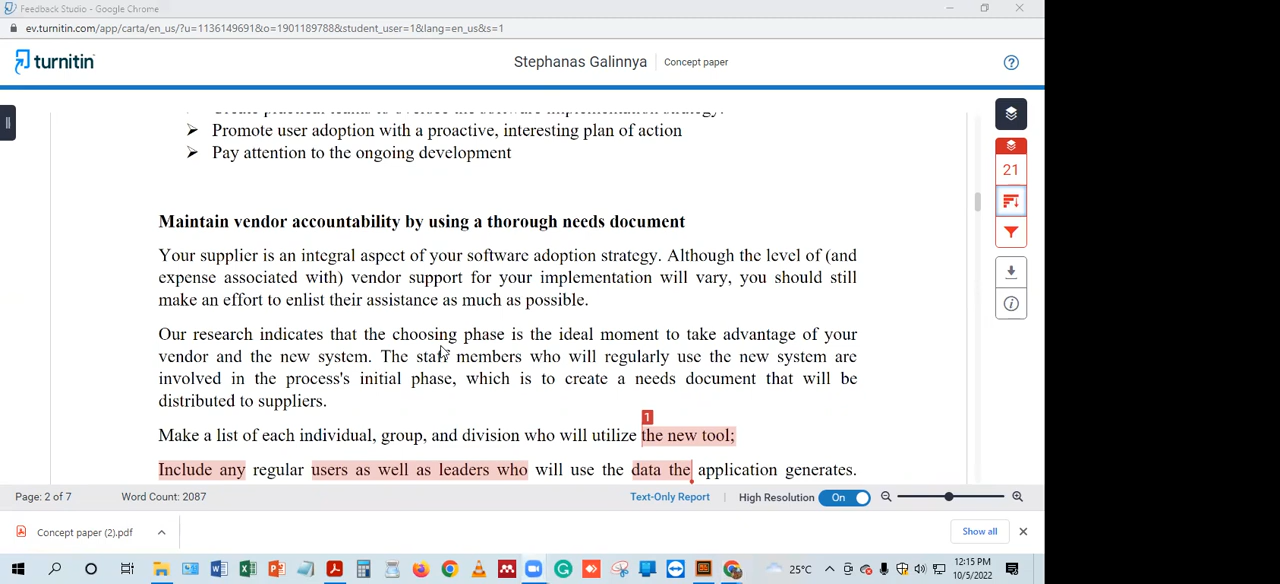 Feedback Studio - Google Chrome
ev.turnitin.com/app/carta/en_us/?u=1136149691&o=1901189788&student_user=1&lang=en_us&s=1
turnitin
Stephanas Galinnya
Concept paper
21
➤ Promote user adoption with a proactive, interesting plan of action
➤ Pay attention to the ongoing development
Maintain vendor accountability by using a thorough needs document
Your supplier is an integral aspect of your software adoption strategy. Although the level of (and
expense associated with) vendor support for your implementation will vary, you should still
make an effort to enlist their assistance as much as possible.
Our research indicates that the choosing phase is the ideal moment to take advantage of your
vendor and the new system. The staff members who will regularly use the new system are
involved in the process's initial phase, which is to create a needs document that will be
distributed to suppliers.
1
Make a list of each individual, group, and division who will utilize the new tool;
Include any regular users as well as leaders who will use the data the application generates.
Page: 2 of 7
Word Count: 2087
Text-Only Report
High Resolution
On
Concept paper (2).pdf
Show all
25°C
12:15 PM
10/5/2022